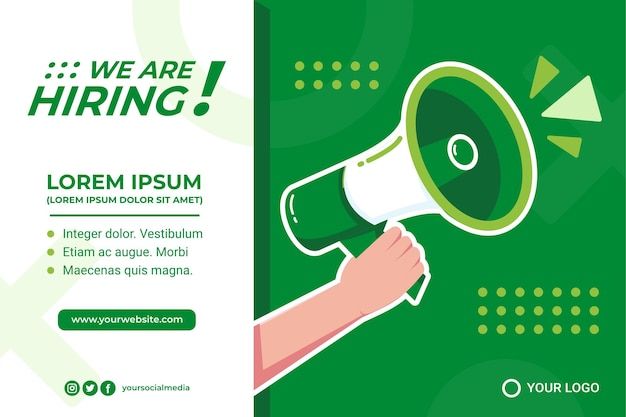 WE ARE
HIRING!
LOREM IPSUM
(LOREM IPSUM DOLOR SIT AMET)
Integer dolor. Vestibulum
Etiam ac augue. Morbi
Maecenas quis magna.
www.yourwebsite.com
yoursocialmedia
YOUR LOGO